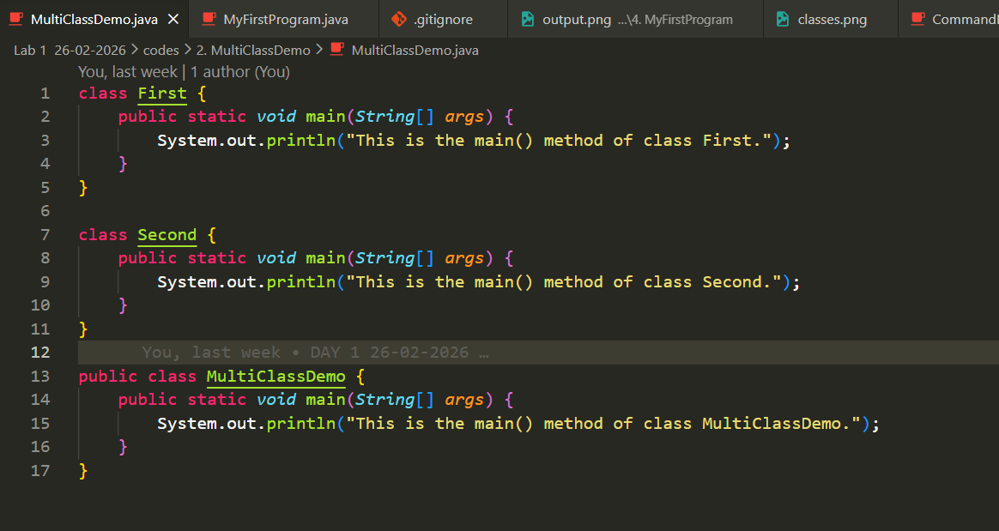 MultiClassDemo.java MyFirstProgram.java .gitignore output.png ...\4. MyFirstProgram classes.png CommandI
Lab 1 26-02-2026 > codes > 2. MultiClassDemo > MultiClassDemo.java
You, last week | 1 author (You)
1 class First {
2     public static void main(String[] args) {
3         System.out.println("This is the main() method of class First.");
4     }
5 }
6
7 class Second {
8     public static void main(String[] args) {
9         System.out.println("This is the main() method of class Second.");
10     }
11 }
12 You, last week • DAY 1 26-02-2026 …
13 public class MultiClassDemo {
14     public static void main(String[] args) {
15         System.out.println("This is the main() method of class MultiClassDemo.");
16     }
17 }